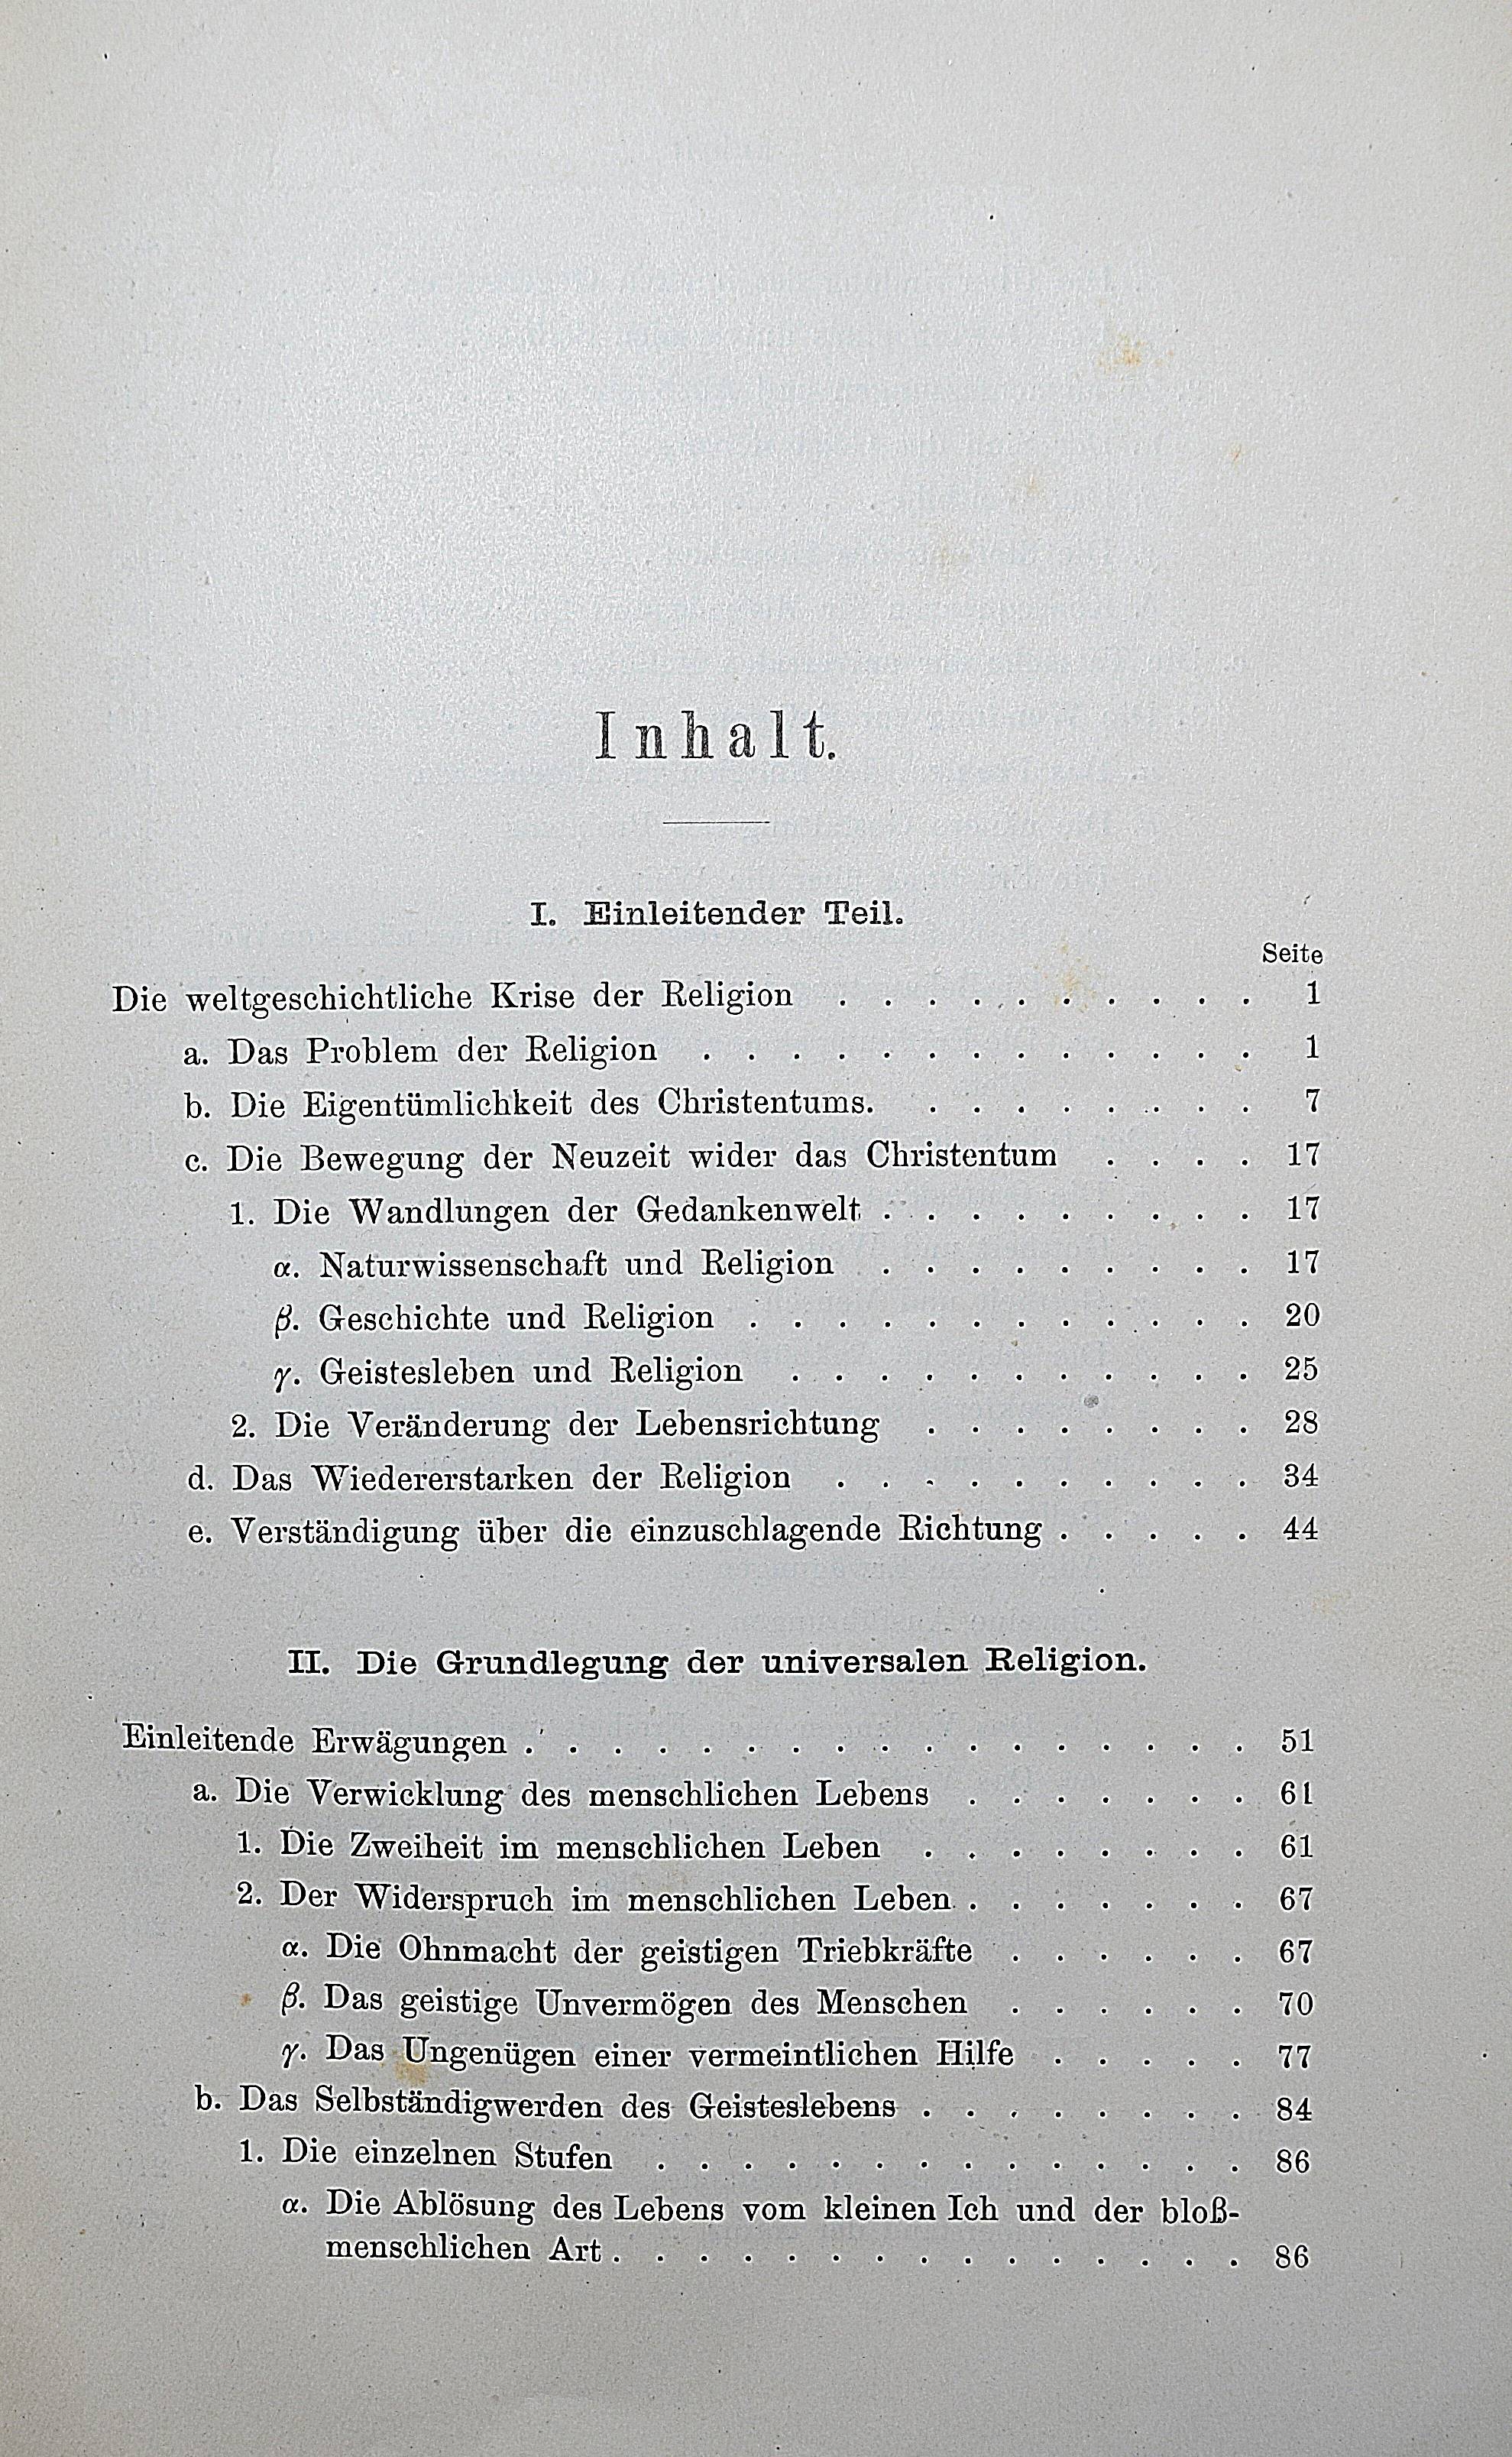 Inhalt.
I. Einleitender Teil.
Seite
Die weltgeschichtliche Krise der Religion . . . . . . . . . . 1
a. Das Problem der Religion . . . . . . . . . . . . . 1
b. Die Eigentümlichkeit des Christentums. . . . . . . . . 7
c. Die Bewegung der Neuzeit wider das Christentum . . . . 17
1. Die Wandlungen der Gedankenwelt . . . . . . . . . 17
α. Naturwissenschaft und Religion . . . . . . . . . 17
β. Geschichte und Religion . . . . . . . . . . . . 20
γ. Geistesleben und Religion . . . . . . . . . . . 25
2. Die Veränderung der Lebensrichtung . . . . . . . . 28
d. Das Wiedererstarken der Religion . . . . . . . . . . 34
e. Verständigung über die einzuschlagende Richtung . . . . . 44
II. Die Grundlegung der universalen Religion.
Einleitende Erwägungen . . . . . . . . . . . . . . . . . 51
a. Die Verwicklung des menschlichen Lebens . . . . . . . 61
1. Die Zweiheit im menschlichen Leben . . . . . . . . 61
2. Der Widerspruch im menschlichen Leben . . . . . . . 67
α. Die Ohnmacht der geistigen Triebkräfte . . . . . . 67
β. Das geistige Unvermögen des Menschen . . . . . . 70
γ. Das Ungenügen einer vermeintlichen Hilfe . . . . . 77
b. Das Selbständigwerden des Geisteslebens . . . . . . . . 84
1. Die einzelnen Stufen . . . . . . . . . . . . . . 86
α. Die Ablösung des Lebens vom kleinen Ich und der bloß-
menschlichen Art . . . . . . . . . . . . . . . 86